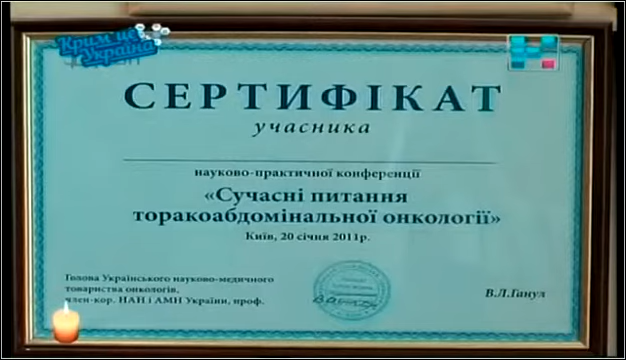 Крим це
Україна
СЕРТИФІКАТ
учасника
науково-практичної конференції
«Сучасні питання
торакоабдомінальної онкології»
Київ, 20 січня 2011р.
Голова Українського науково-медичного
товариства онкологів,
член-кор. НАН і АМН України, проф.
В.Л.Ганул